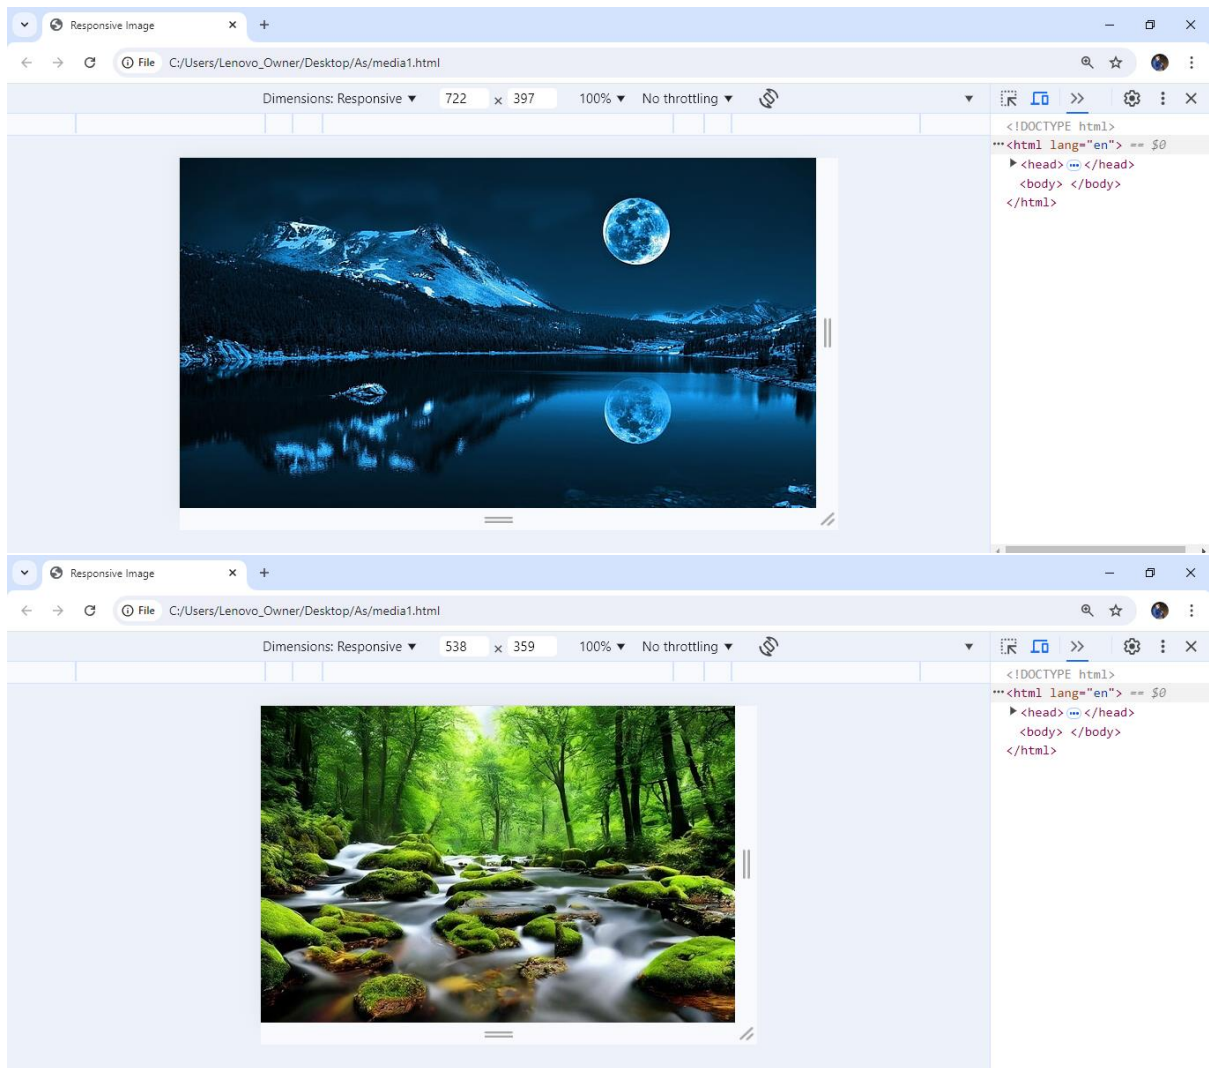 Responsive Image
File C:/Users/Lenovo_Owner/Desktop/As/media1.html
Dimensions: Responsive ▼ 722 x 397 100% ▼ No throttling ▼
<!DOCTYPE html>
<html lang="en"> == $0
<head> </head>
<body> </body>
</html>
Responsive Image
File C:/Users/Lenovo_Owner/Desktop/As/media1.html
Dimensions: Responsive ▼ 538 x 359 100% ▼ No throttling ▼
<!DOCTYPE html>
<html lang="en"> == $0
<head> </head>
<body> </body>
</html>